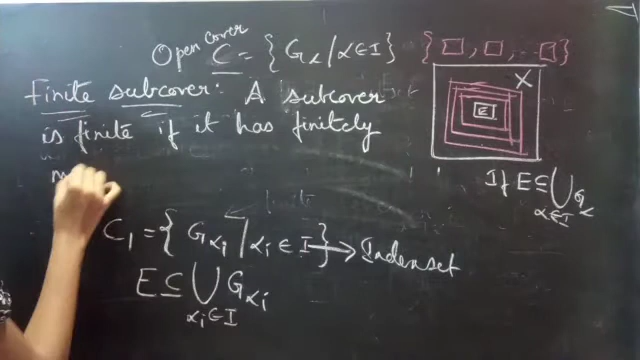 Open cover C = { Gα / α∈I }
{ □, □, ... □ }
Finite subcover: A subcover
is finite if it has finitely
m
X
E
If E ⊆ ⋃ Gα
α∈I
C₁ = { Gαᵢ / αᵢ ∈ I } → Indexset
E ⊆ ⋃ Gαᵢ
αᵢ∈I